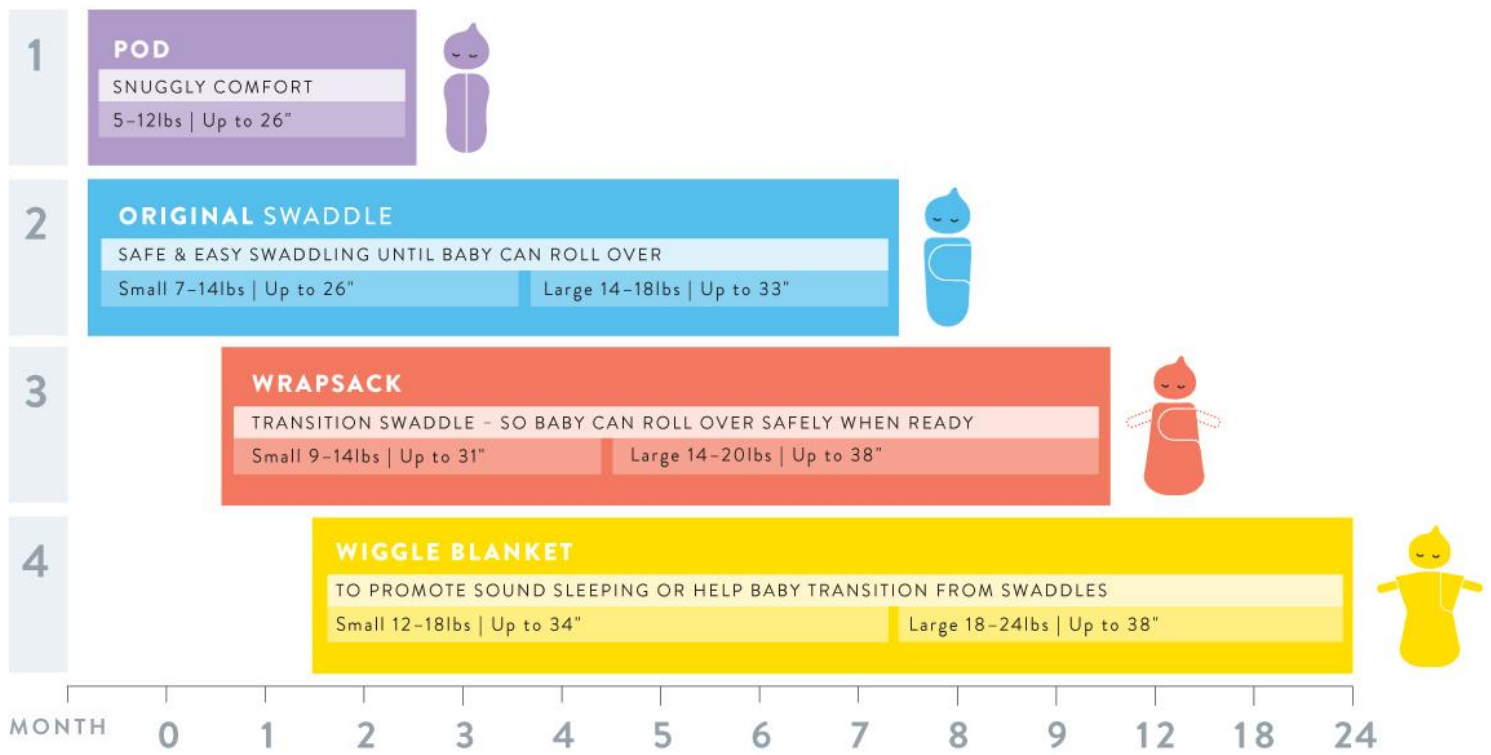 1
POD
SNUGGLY COMFORT
5–12lbs | Up to 26"
2
ORIGINAL SWADDLE
SAFE & EASY SWADDLING UNTIL BABY CAN ROLL OVER
Small 7–14lbs | Up to 26" Large 14–18lbs | Up to 33"
3
WRAPSACK
TRANSITION SWADDLE – SO BABY CAN ROLL OVER SAFELY WHEN READY
Small 9–14lbs | Up to 31" Large 14–20lbs | Up to 38"
4
WIGGLE BLANKET
TO PROMOTE SOUND SLEEPING OR HELP BABY TRANSITION FROM SWADDLES
Small 12–18lbs | Up to 34" Large 18–24lbs | Up to 38"
MONTH 0 1 2 3 4 5 6 7 8 9 12 18 24